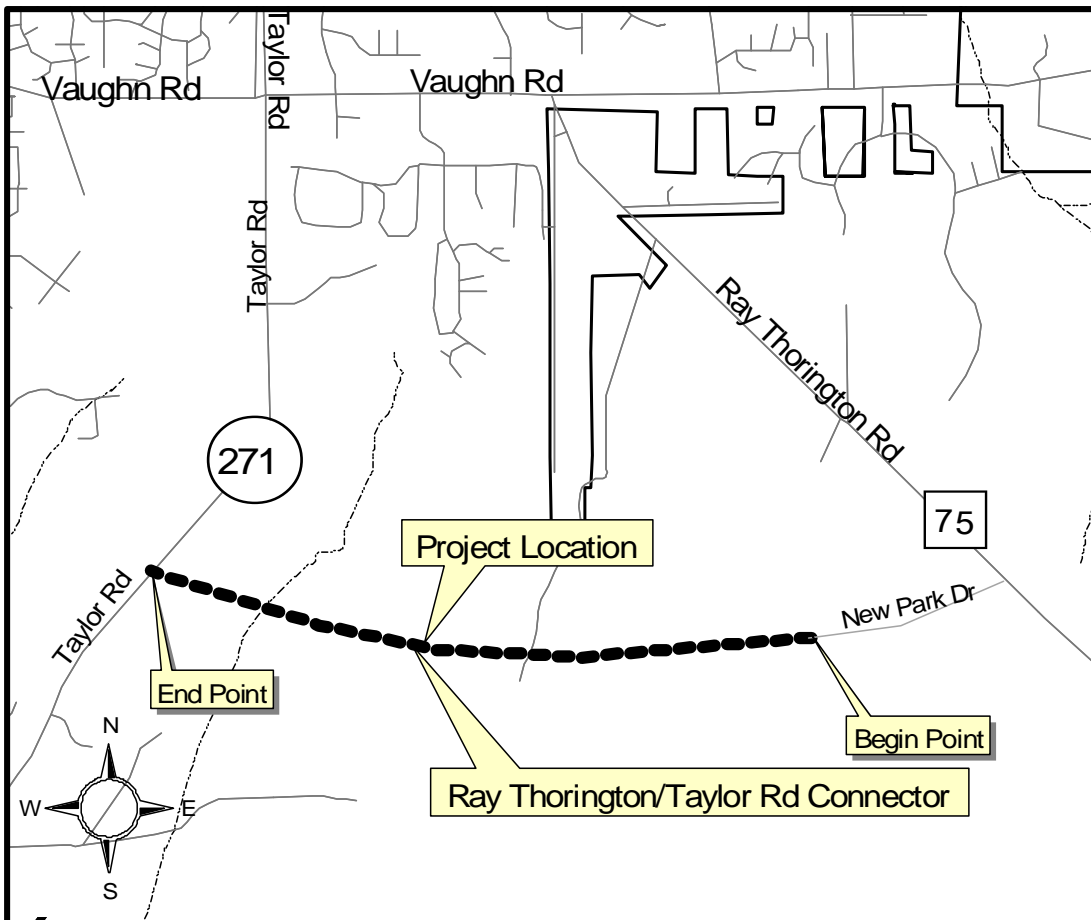 Taylor Rd
Vaughn Rd
Vaughn Rd
Taylor Rd
Ray Thorington Rd
271
75
Project Location
Taylor Rd
New Park Dr
End Point
Begin Point
Ray Thorington/Taylor Rd Connector
N
W
E
S